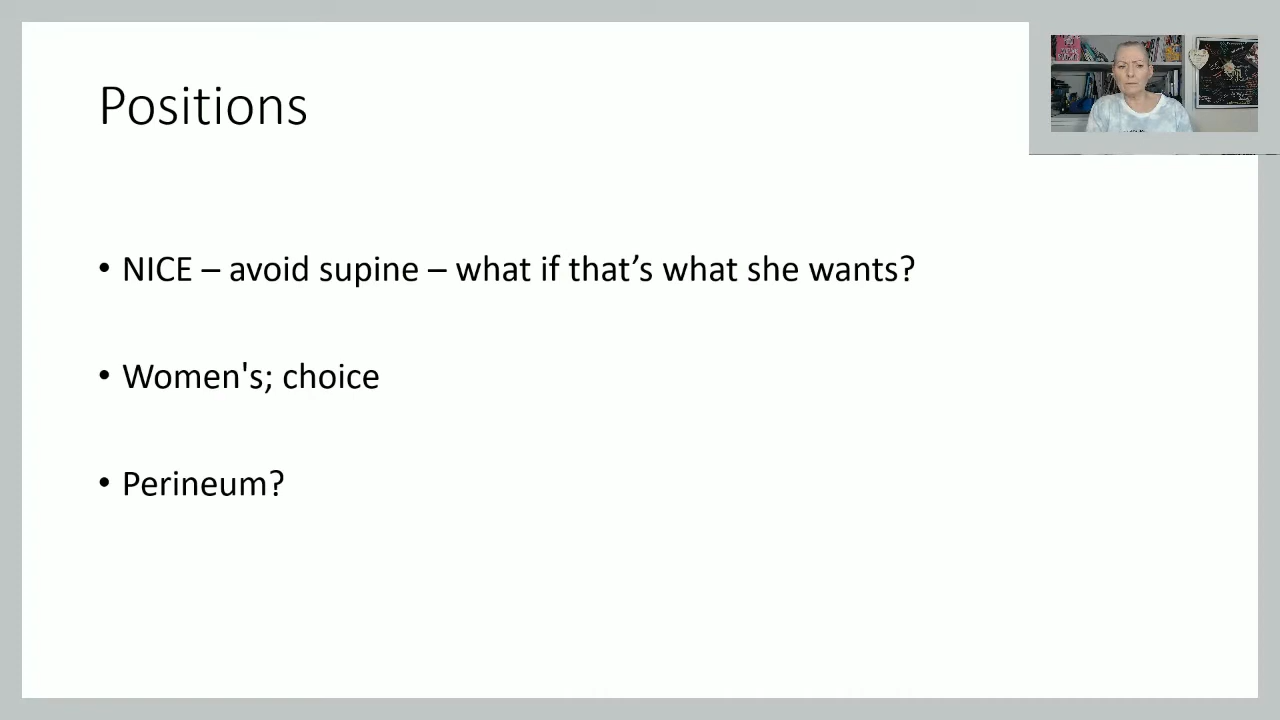 Positions
• NICE – avoid supine – what if that’s what she wants?
• Women's; choice
• Perineum?